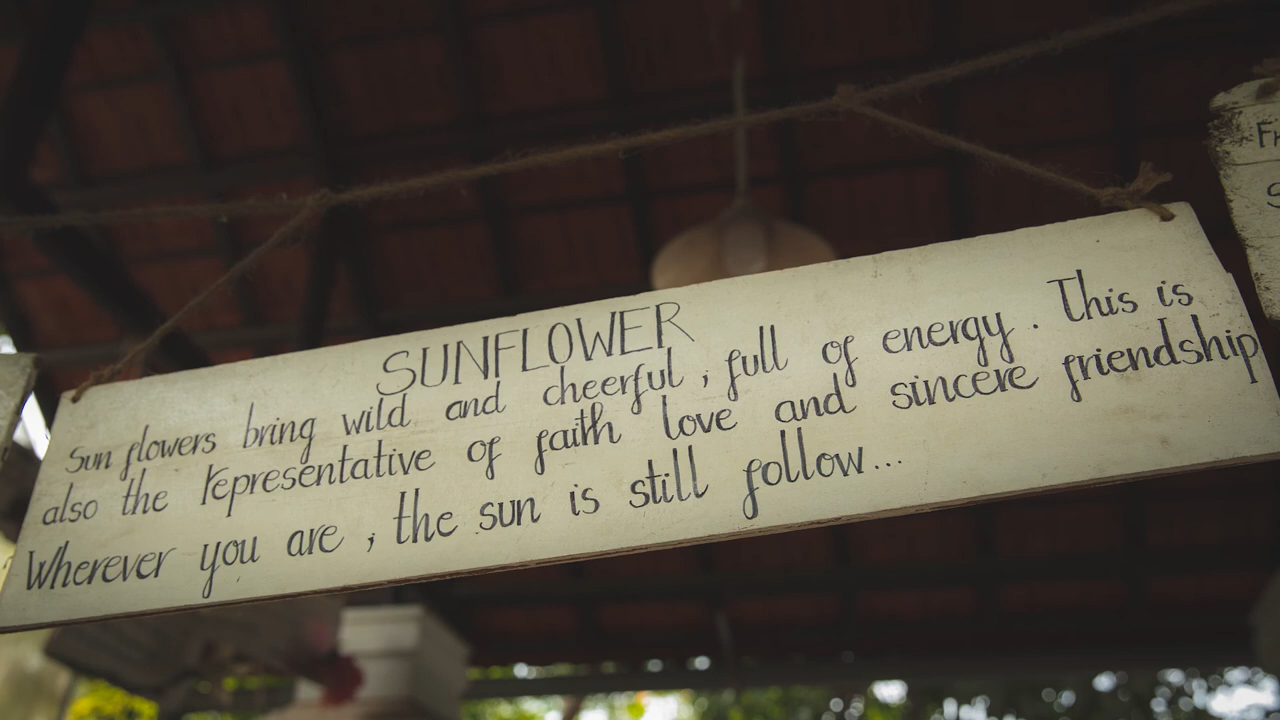 SUNFLOWER
Sun flowers bring wild and cheerful , full of energy . This is
also the representative of faith love and sincere friendship
Wherever you are , the sun is still follow...